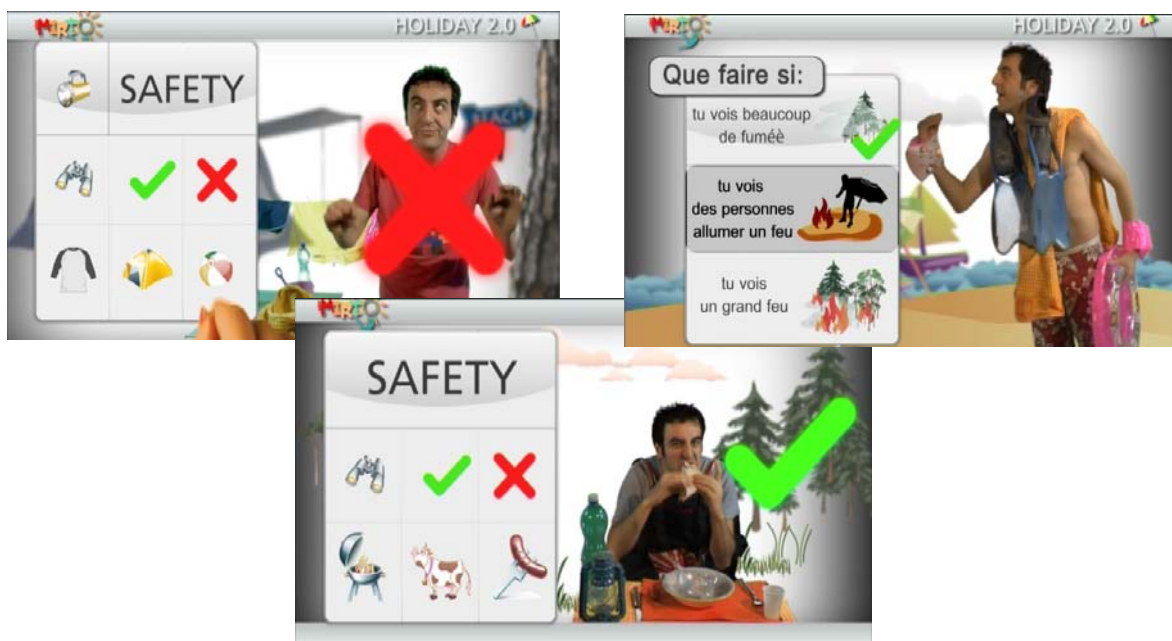 MIRTO
HOLIDAY 2.0
SAFETY
BEACH
MIRTO
HOLIDAY 2.0
Que faire si:
tu vois beaucoup
de fuméè
tu vois
des personnes
allumer un feu
tu vois
un grand feu
MIRTO
SAFETY